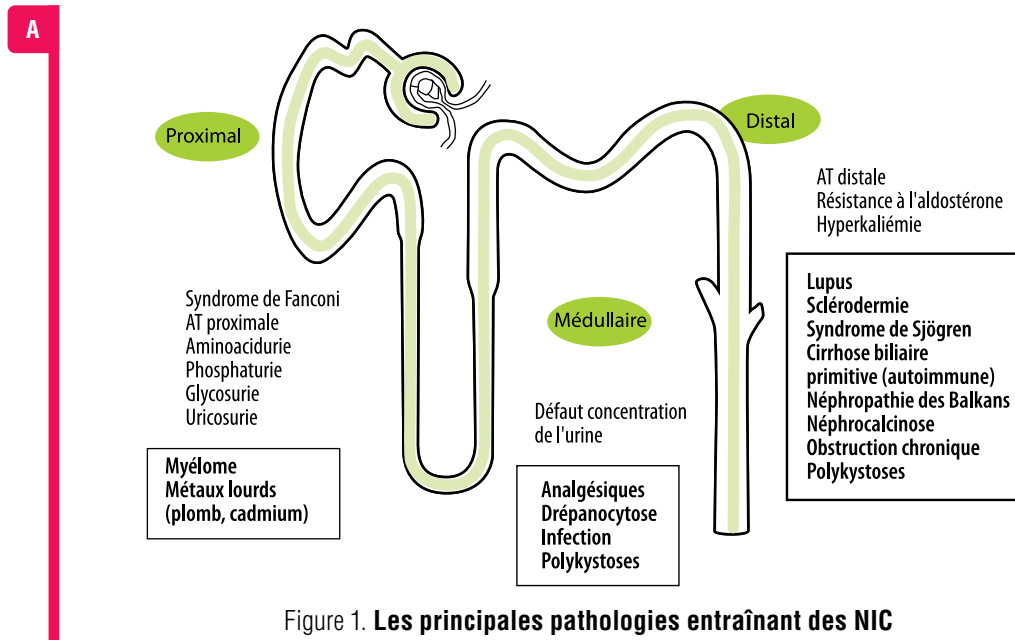 A
Proximal
Distal
AT distale
Résistance à l'aldostérone
Hyperkaliémie
Syndrome de Fanconi
AT proximale
Aminoacidurie
Phosphaturie
Glycosurie
Uricosurie
Myélome
Métaux lourds
(plomb, cadmium)
Médullaire
Défaut concentration
de l'urine
Analgésiques
Drépanocytose
Infection
Polykystoses
Lupus
Sclérodermie
Syndrome de Sjögren
Cirrhose biliaire
primitive (autoimmune)
Néphropathie des Balkans
Néphrocalcinose
Obstruction chronique
Polykystoses
Figure 1. Les principales pathologies entraînant des NIC